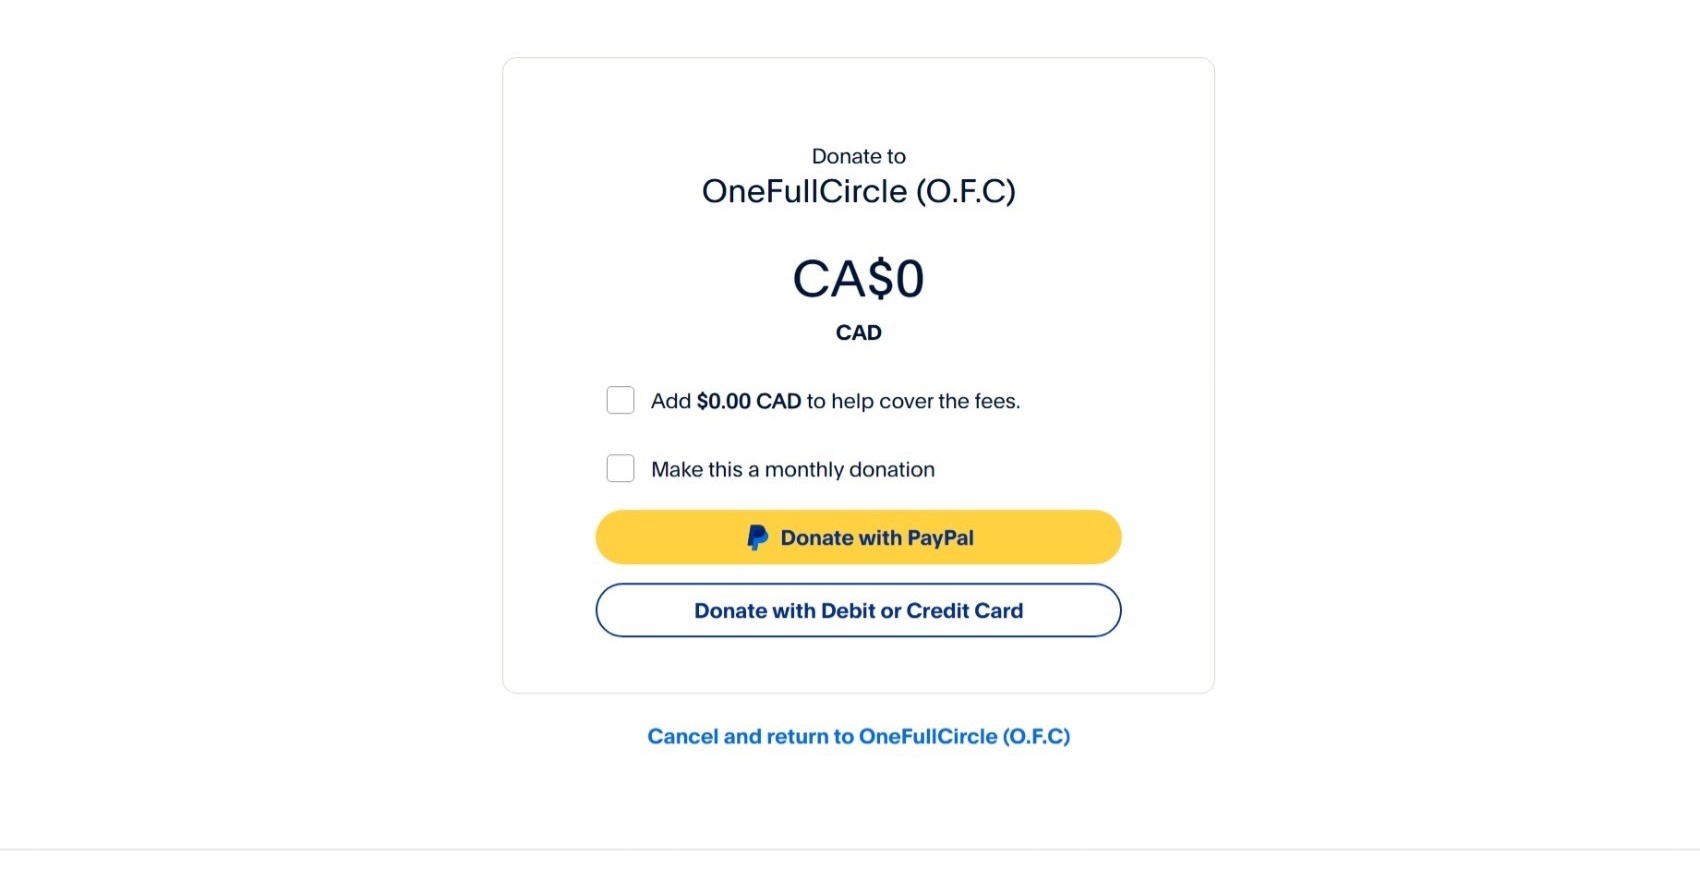 Donate to
OneFullCircle (O.F.C)
CA$0
CAD
Add $0.00 CAD to help cover the fees.
Make this a monthly donation
Donate with PayPal
Donate with Debit or Credit Card
Cancel and return to OneFullCircle (O.F.C)